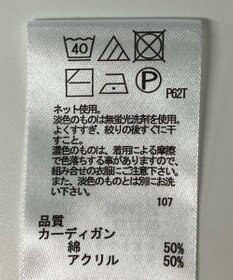 40
P
P62T
ネット使用。
淡色のものは無蛍光洗剤を使用。
よくすすぎ、絞りの後すぐに干
すこと。
濃色のものは、着用による摩擦
で色落ちする事がありますので、
組み合せの衣服にご注意下さい。
また、淡色のものとは別にお洗
い下さい。
107
品質
カーディガン
綿 50%
アクリル 50%